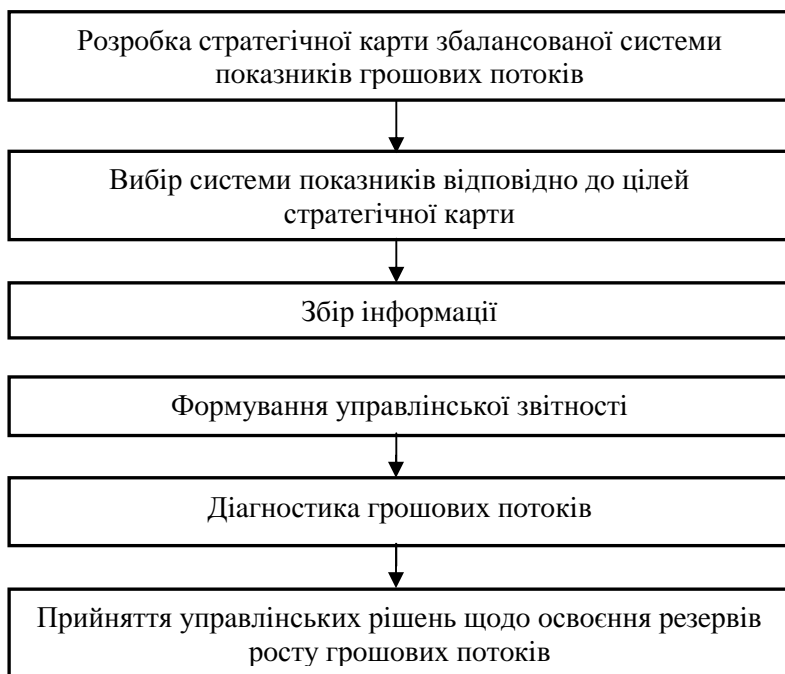 Розробка стратегічної карти збалансованої системи
показників грошових потоків
Вибір системи показників відповідно до цілей
стратегічної карти
Збір інформації
Формування управлінської звітності
Діагностика грошових потоків
Прийняття управлінських рішень щодо освоєння резервів
росту грошових потоків